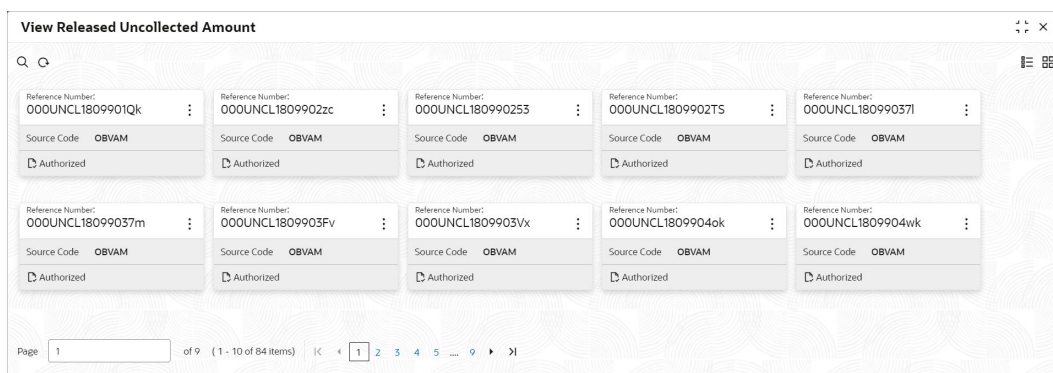 View Released Uncollected Amount
Reference Number: Reference Number: Reference Number: Reference Number: Reference Number:
000UNCL1809901Qk 000UNCL1809902zc 000UNCL180990253 000UNCL1809902TS 000UNCL18099037l
Source Code OBVAM Source Code OBVAM Source Code OBVAM Source Code OBVAM Source Code OBVAM
Authorized Authorized Authorized Authorized Authorized
Reference Number: Reference Number: Reference Number: Reference Number: Reference Number:
000UNCL18099037m 000UNCL1809903Fv 000UNCL1809903Vx 000UNCL1809904ok 000UNCL1809904wk
Source Code OBVAM Source Code OBVAM Source Code OBVAM Source Code OBVAM Source Code OBVAM
Authorized Authorized Authorized Authorized Authorized
Page 1 of 9 (1 - 10 of 84 items) 1 2 3 4 5 .... 9